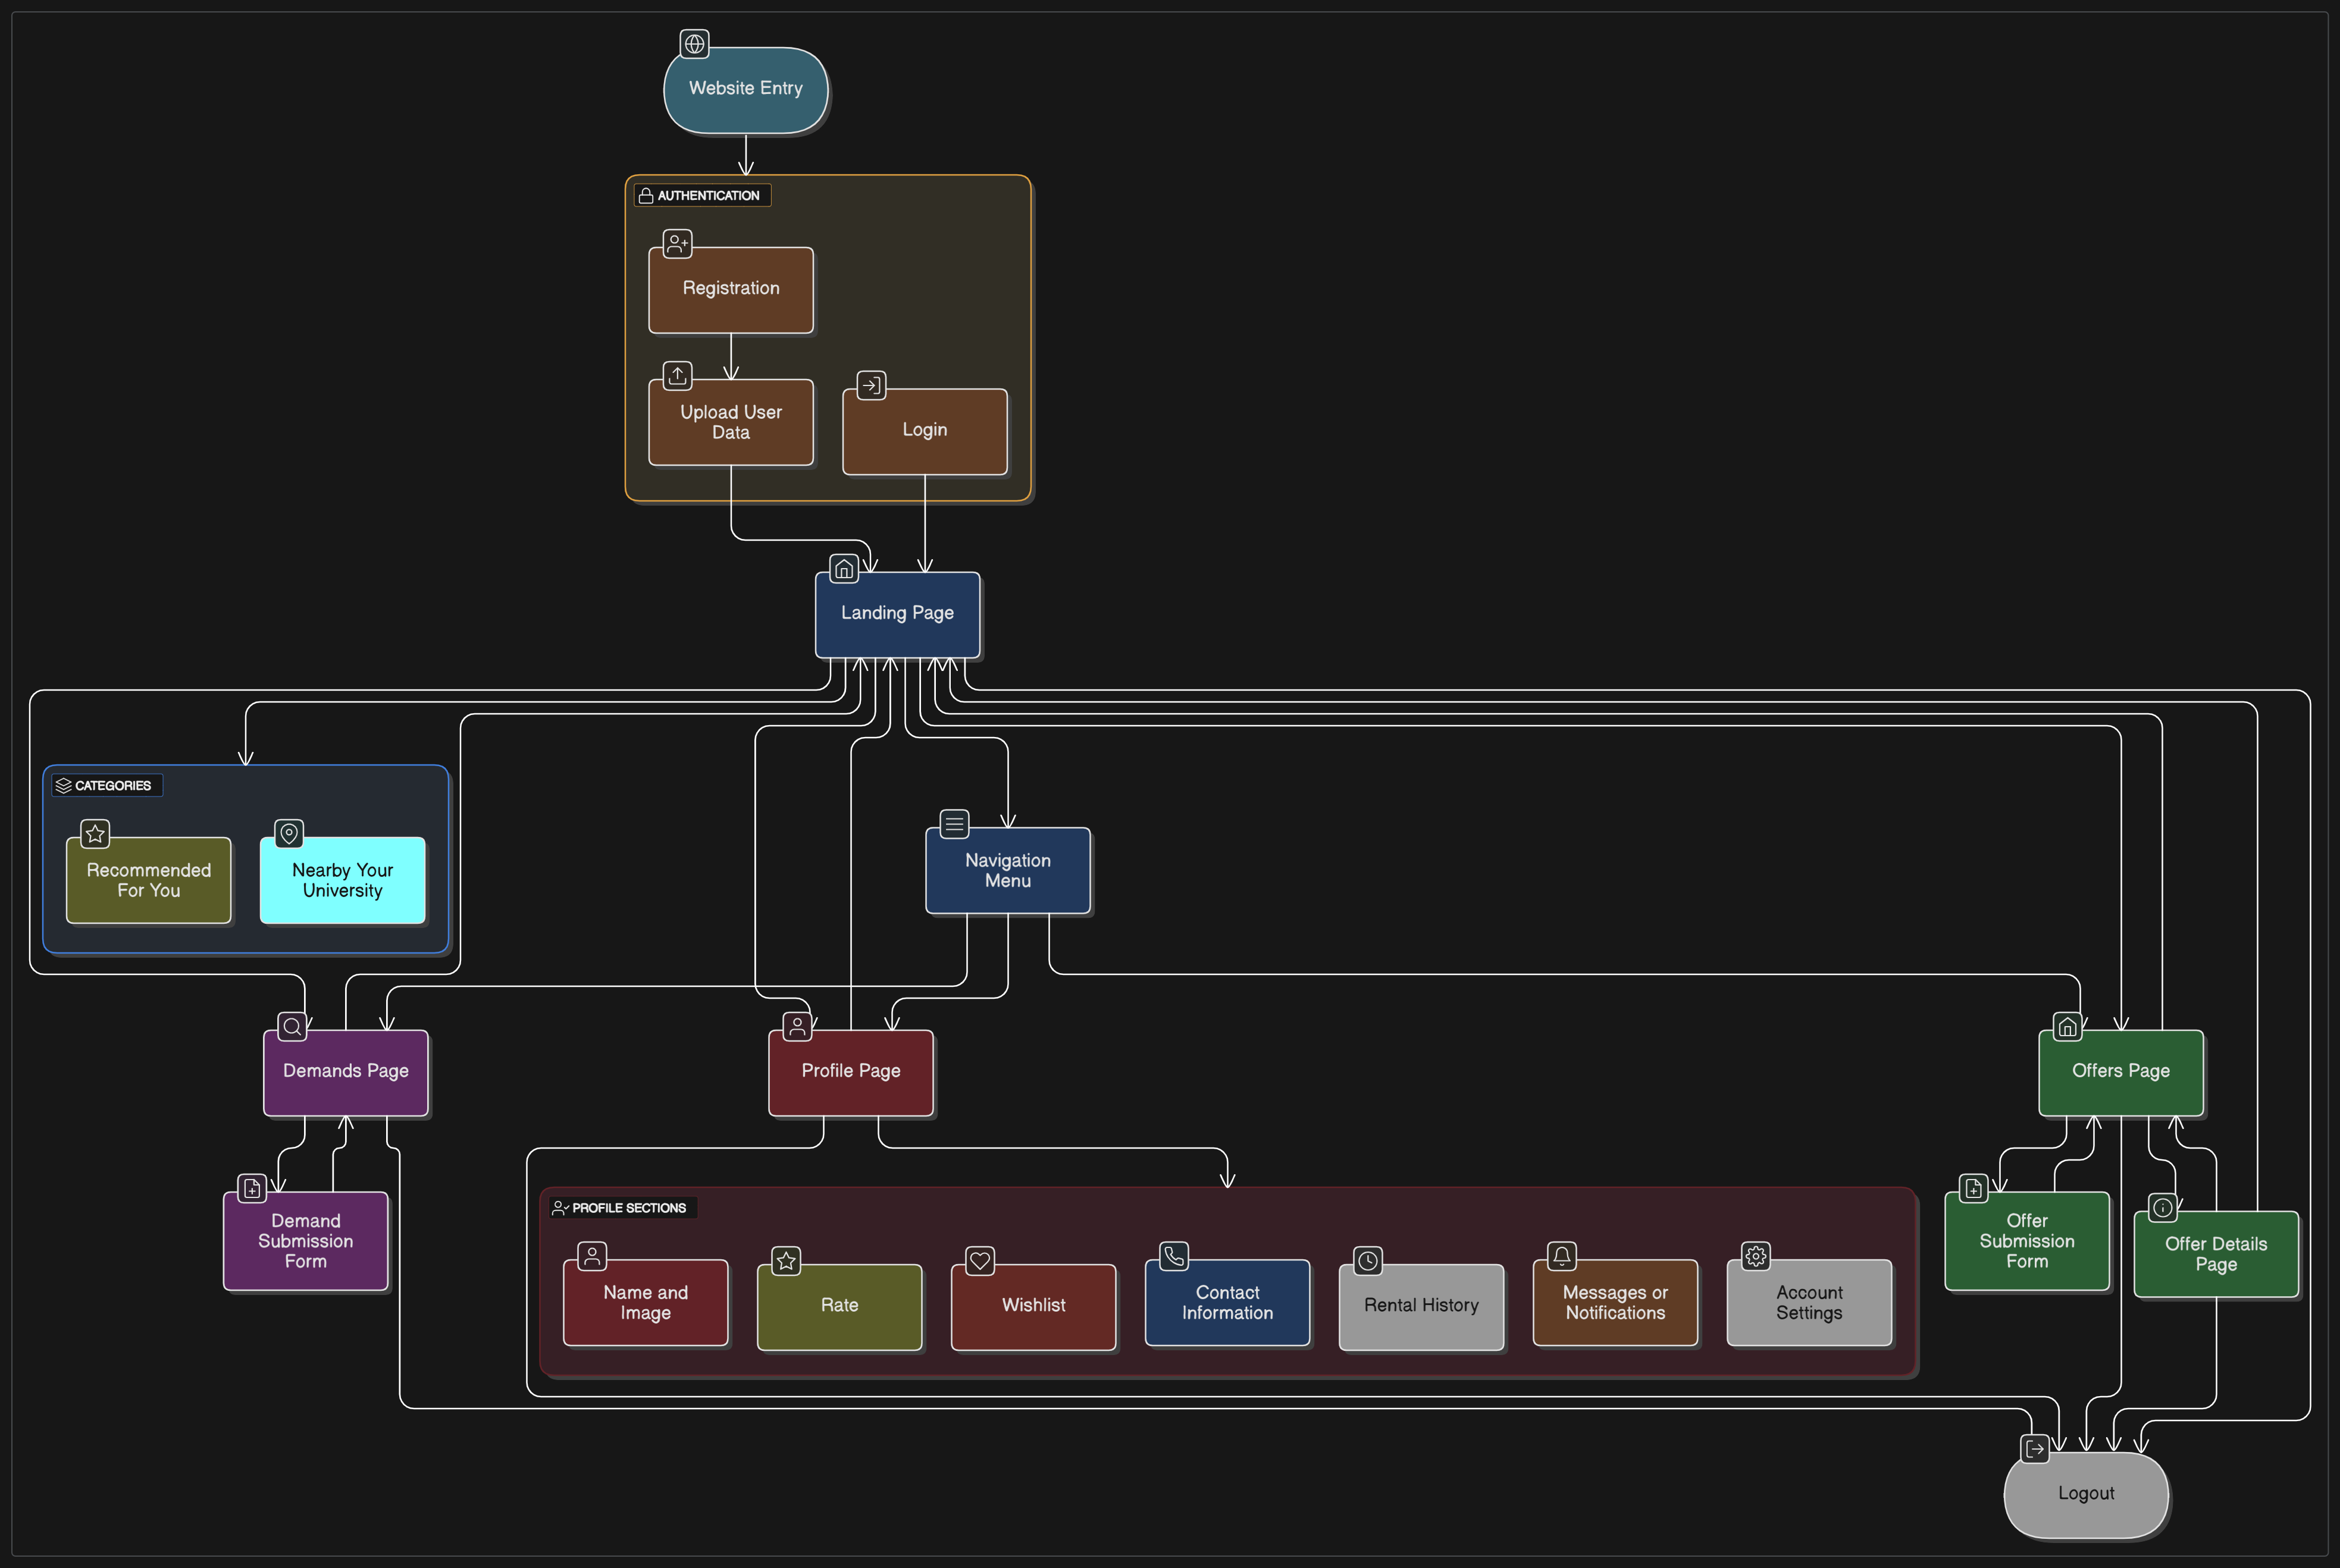 Website Entry
AUTHENTICATION
Registration
Upload User
Data
Login
Landing Page
CATEGORIES
Recommended
For You
Nearby Your
University
Navigation
Menu
Demands Page
Profile Page
Offers Page
Demand
Submission
Form
PROFILE SECTIONS
Name and
Image
Rate
Wishlist
Contact
Information
Rental History
Messages or
Notifications
Account
Settings
Offer
Submission
Form
Offer Details
Page
Logout